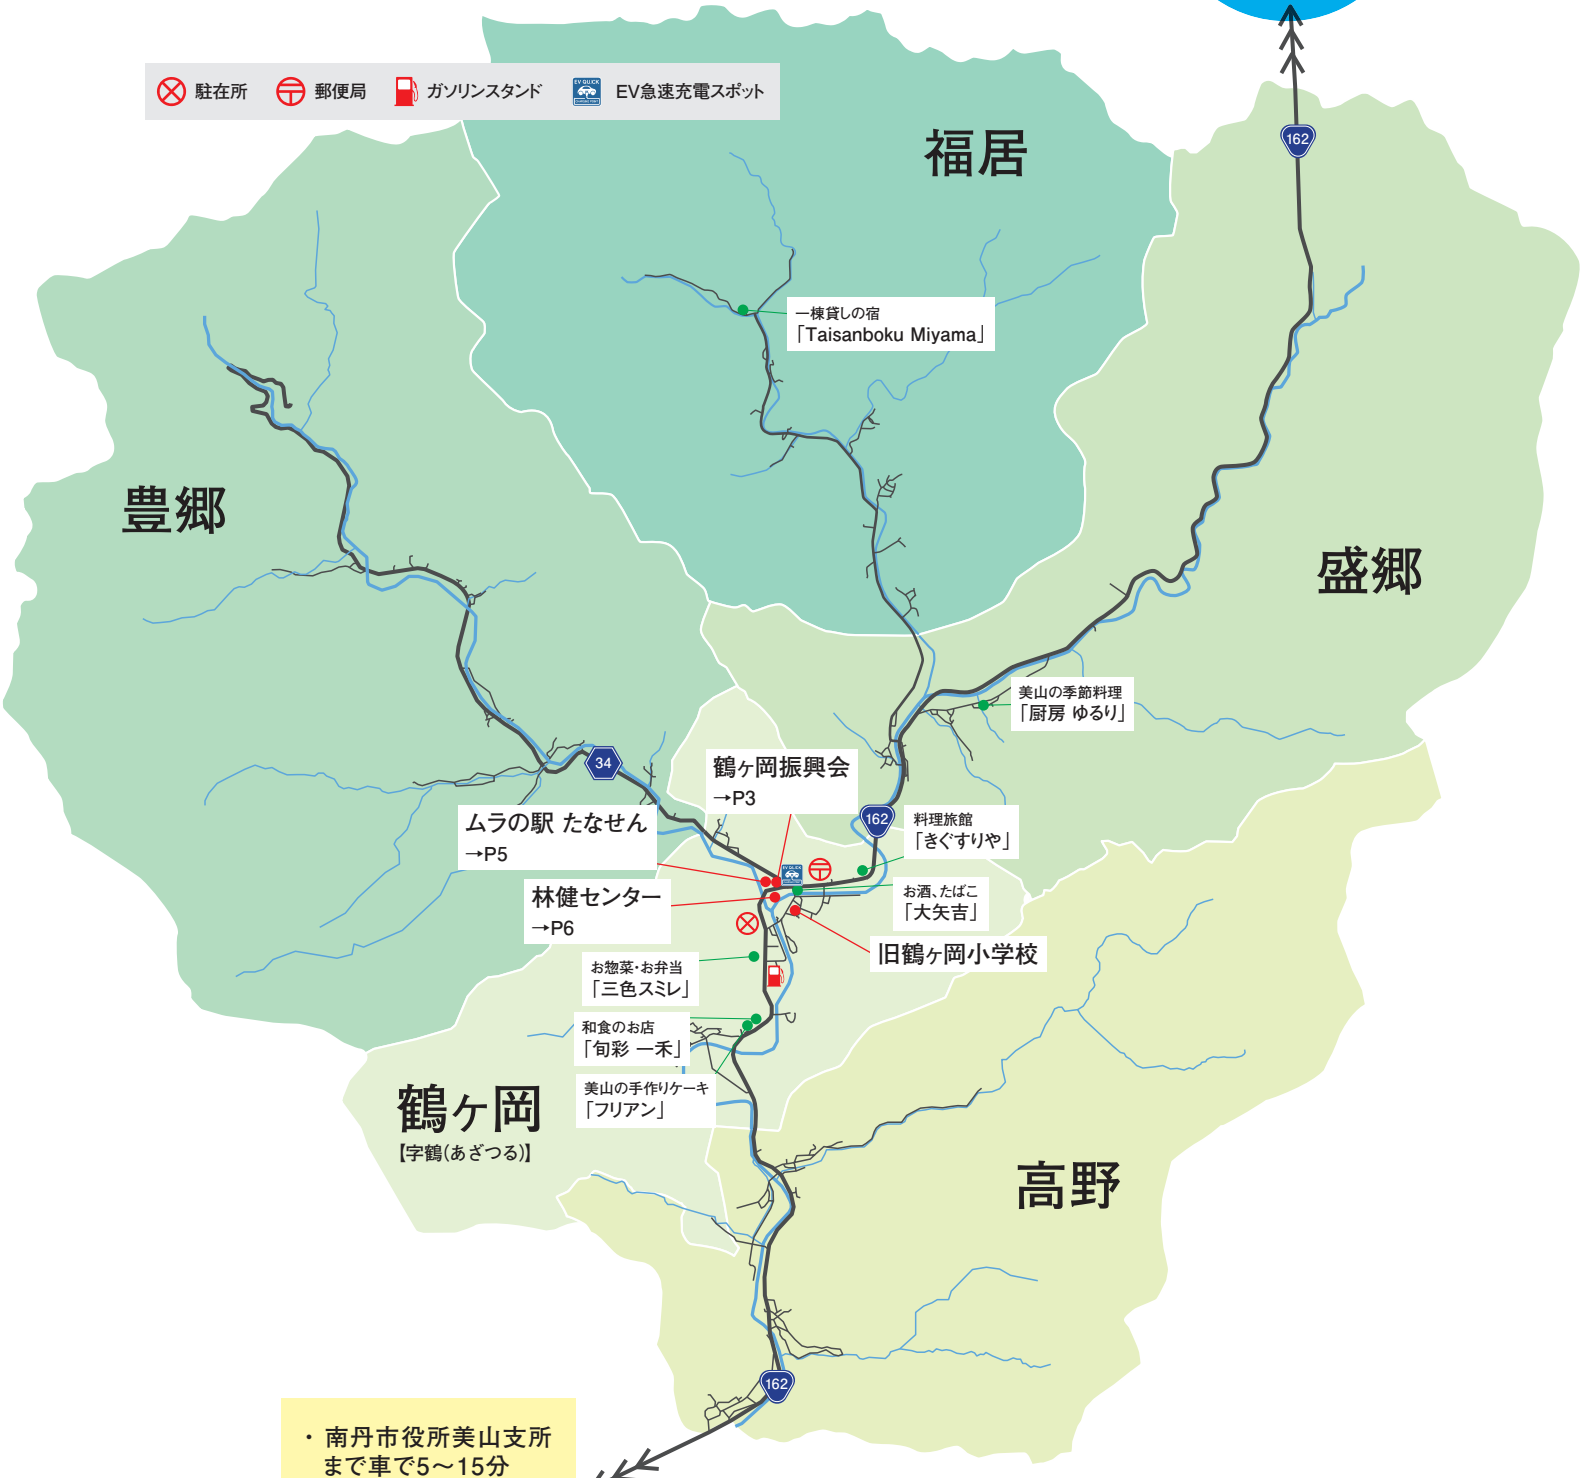 駐在所
郵便局
ガソリンスタンド
EV QUICK
EV急速充電スポット
福居
162
一棟貸しの宿
「Taisanboku Miyama」
豊郷
盛郷
美山の季節料理
「厨房 ゆるり」
34
鶴ヶ岡振興会
→P3
ムラの駅 たなせん
→P5
162
料理旅館
「きぐすりや」
EV QUICK
林健センター
→P6
お酒、たばこ
「大矢吉」
旧鶴ヶ岡小学校
お惣菜・お弁当
「三色スミレ」
和食のお店
「旬彩 一禾」
美山の手作りケーキ
「フリアン」
鶴ヶ岡
【字鶴(あざつる)】
高野
162
・南丹市役所美山支所
まで車で5〜15分